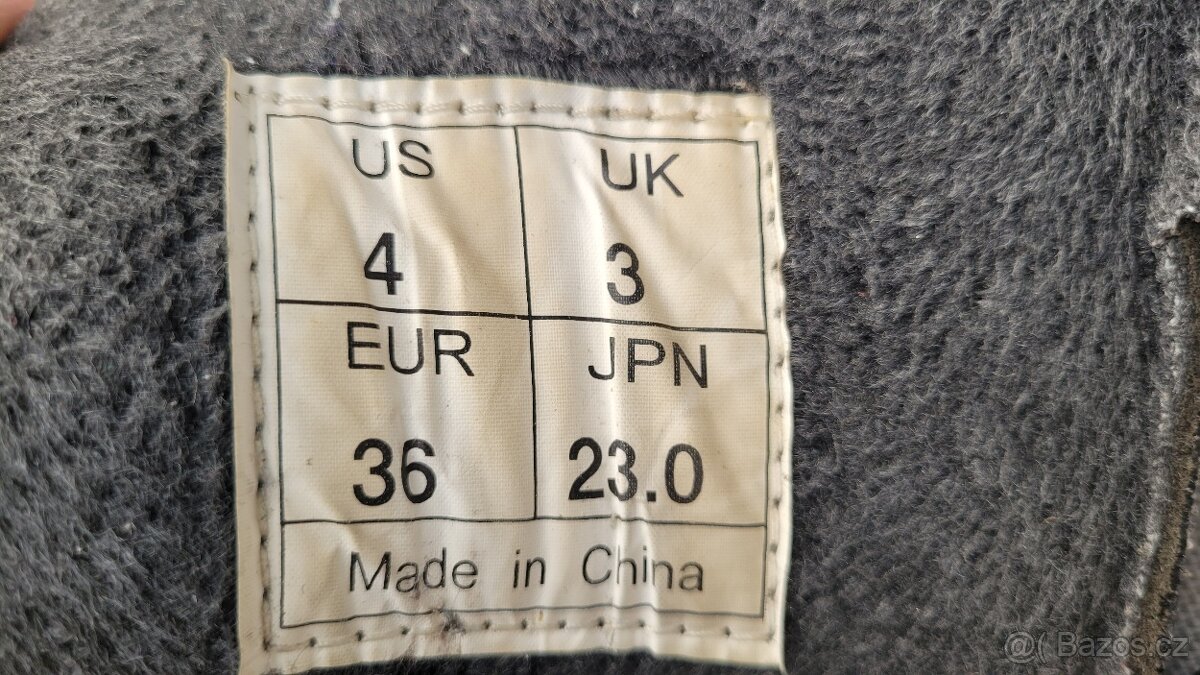 US UK
4 3
EUR JPN
36 23.0
Made in China
@( Bazos.cz